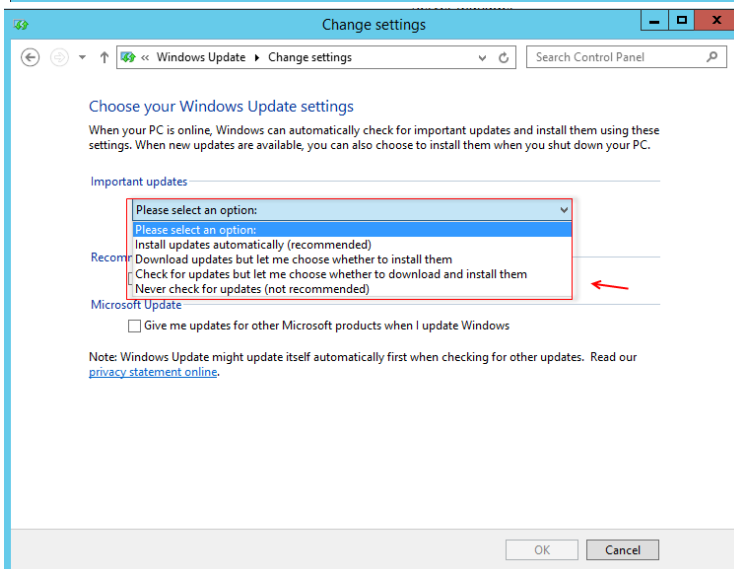 Change settings
« Windows Update ▸ Change settings
Search Control Panel
Choose your Windows Update settings
When your PC is online, Windows can automatically check for important updates and install them using these
settings. When new updates are available, you can also choose to install them when you shut down your PC.
Important updates
Please select an option:
Please select an option:
Install updates automatically (recommended)
Recom
Download updates but let me choose whether to install them
Check for updates but let me choose whether to download and install them
Never check for updates (not recommended)
Microsoft Update
Give me updates for other Microsoft products when I update Windows
Note: Windows Update might update itself automatically first when checking for other updates. Read our
privacy statement online.
OK
Cancel